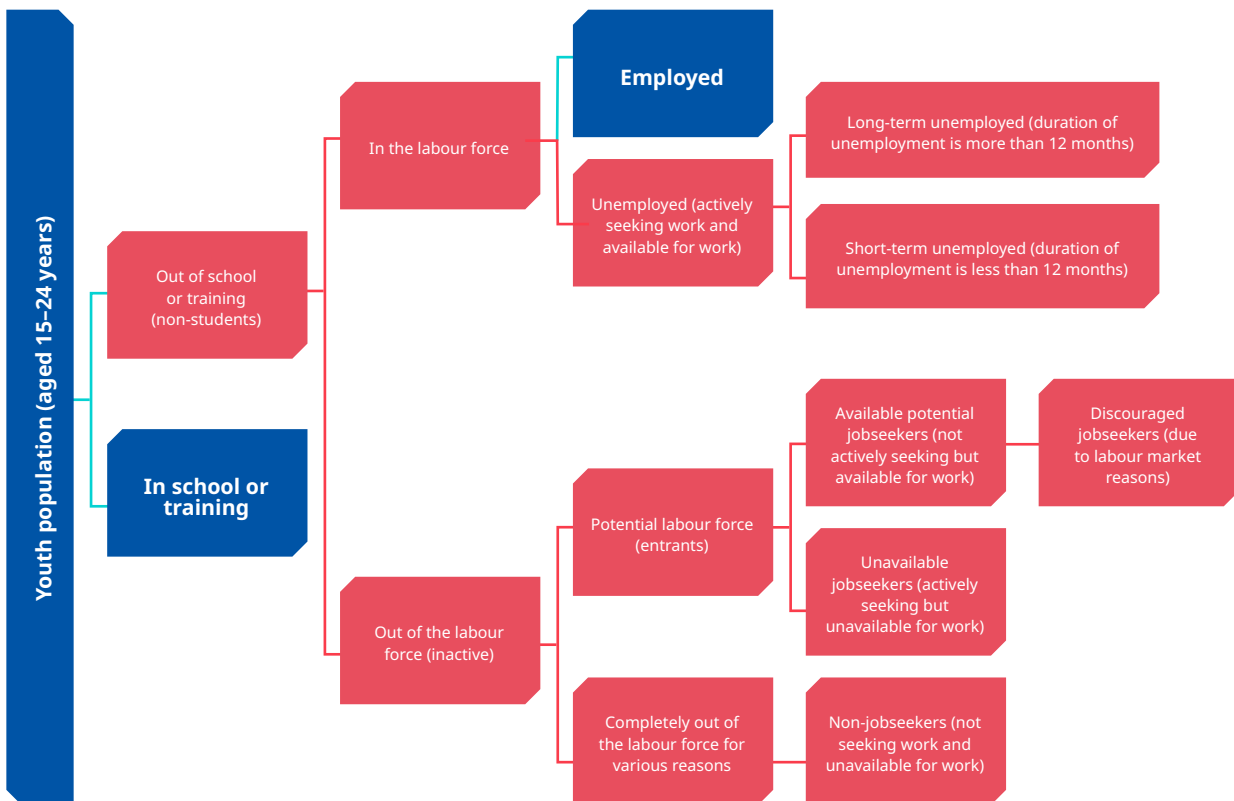 Youth population (aged 15–24 years)
Out of school
or training
(non-students)
In school or
training
In the labour force
Out of the labour
force (inactive)
Employed
Unemployed (actively
seeking work and
available for work)
Long-term unemployed (duration of
unemployment is more than 12 months)
Short-term unemployed (duration of
unemployment is less than 12 months)
Potential labour force
(entrants)
Available potential
jobseekers (not
actively seeking but
available for work)
Discouraged
jobseekers (due
to labour market
reasons)
Unavailable
jobseekers (actively
seeking but
unavailable for work)
Completely out of
the labour force for
various reasons
Non-jobseekers (not
seeking work and
unavailable for work)